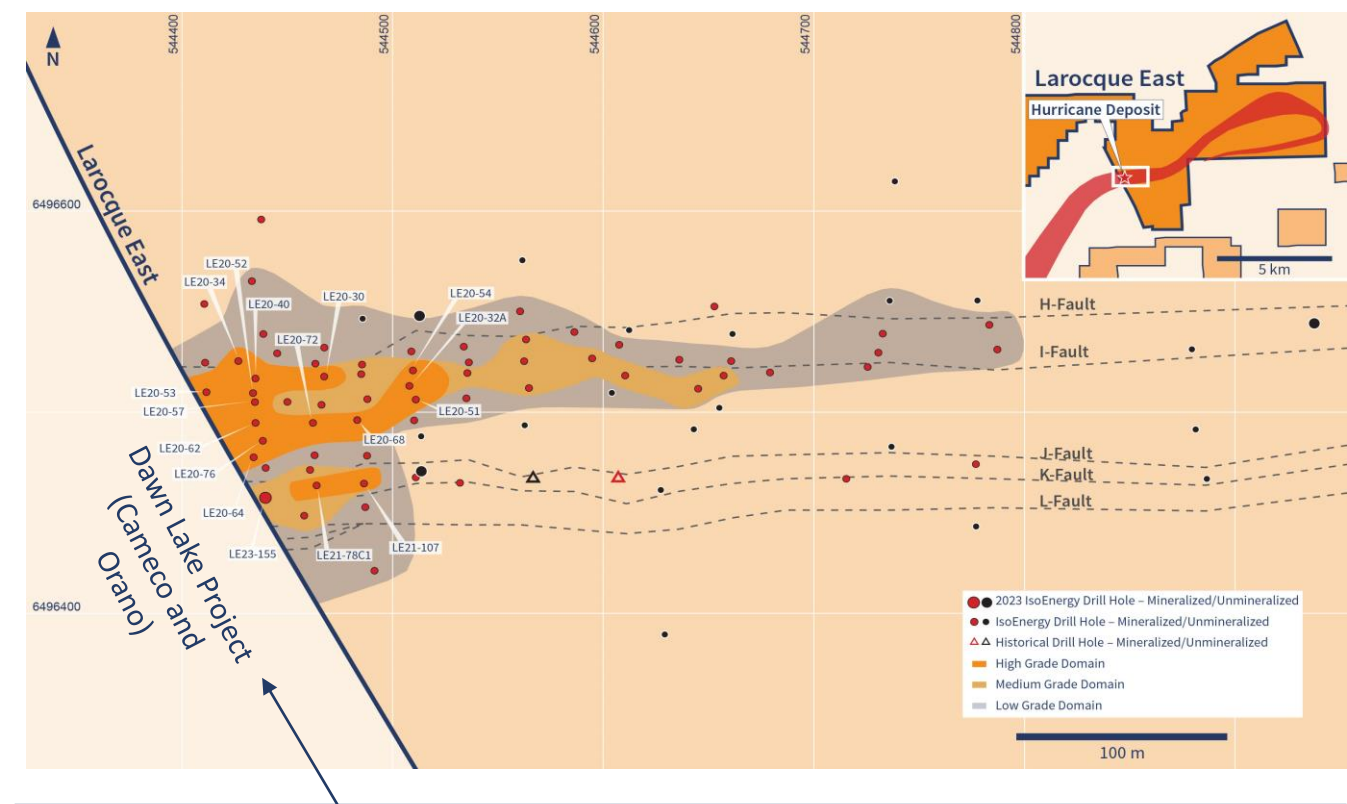 544400
544500
544600
544700
544800
N
Larocque East
Hurricane Deposit
5 km
Larocque East
6496600
LE20-52
LE20-34
LE20-40
LE20-30
LE20-54
LE20-32A
LE20-72
H-Fault
I-Fault
LE20-53
LE20-57
LE20-51
LE20-62
LE20-68
LE20-76
J-Fault
K-Fault
L-Fault
LE20-64
LE23-155
LE21-78C1
LE21-107
Dawn Lake Project
(Cameco and
Orano)
6496400
2023 IsoEnergy Drill Hole – Mineralized/Unmineralized
IsoEnergy Drill Hole – Mineralized/Unmineralized
Historical Drill Hole – Mineralized/Unmineralized
High Grade Domain
Medium Grade Domain
Low Grade Domain
100 m